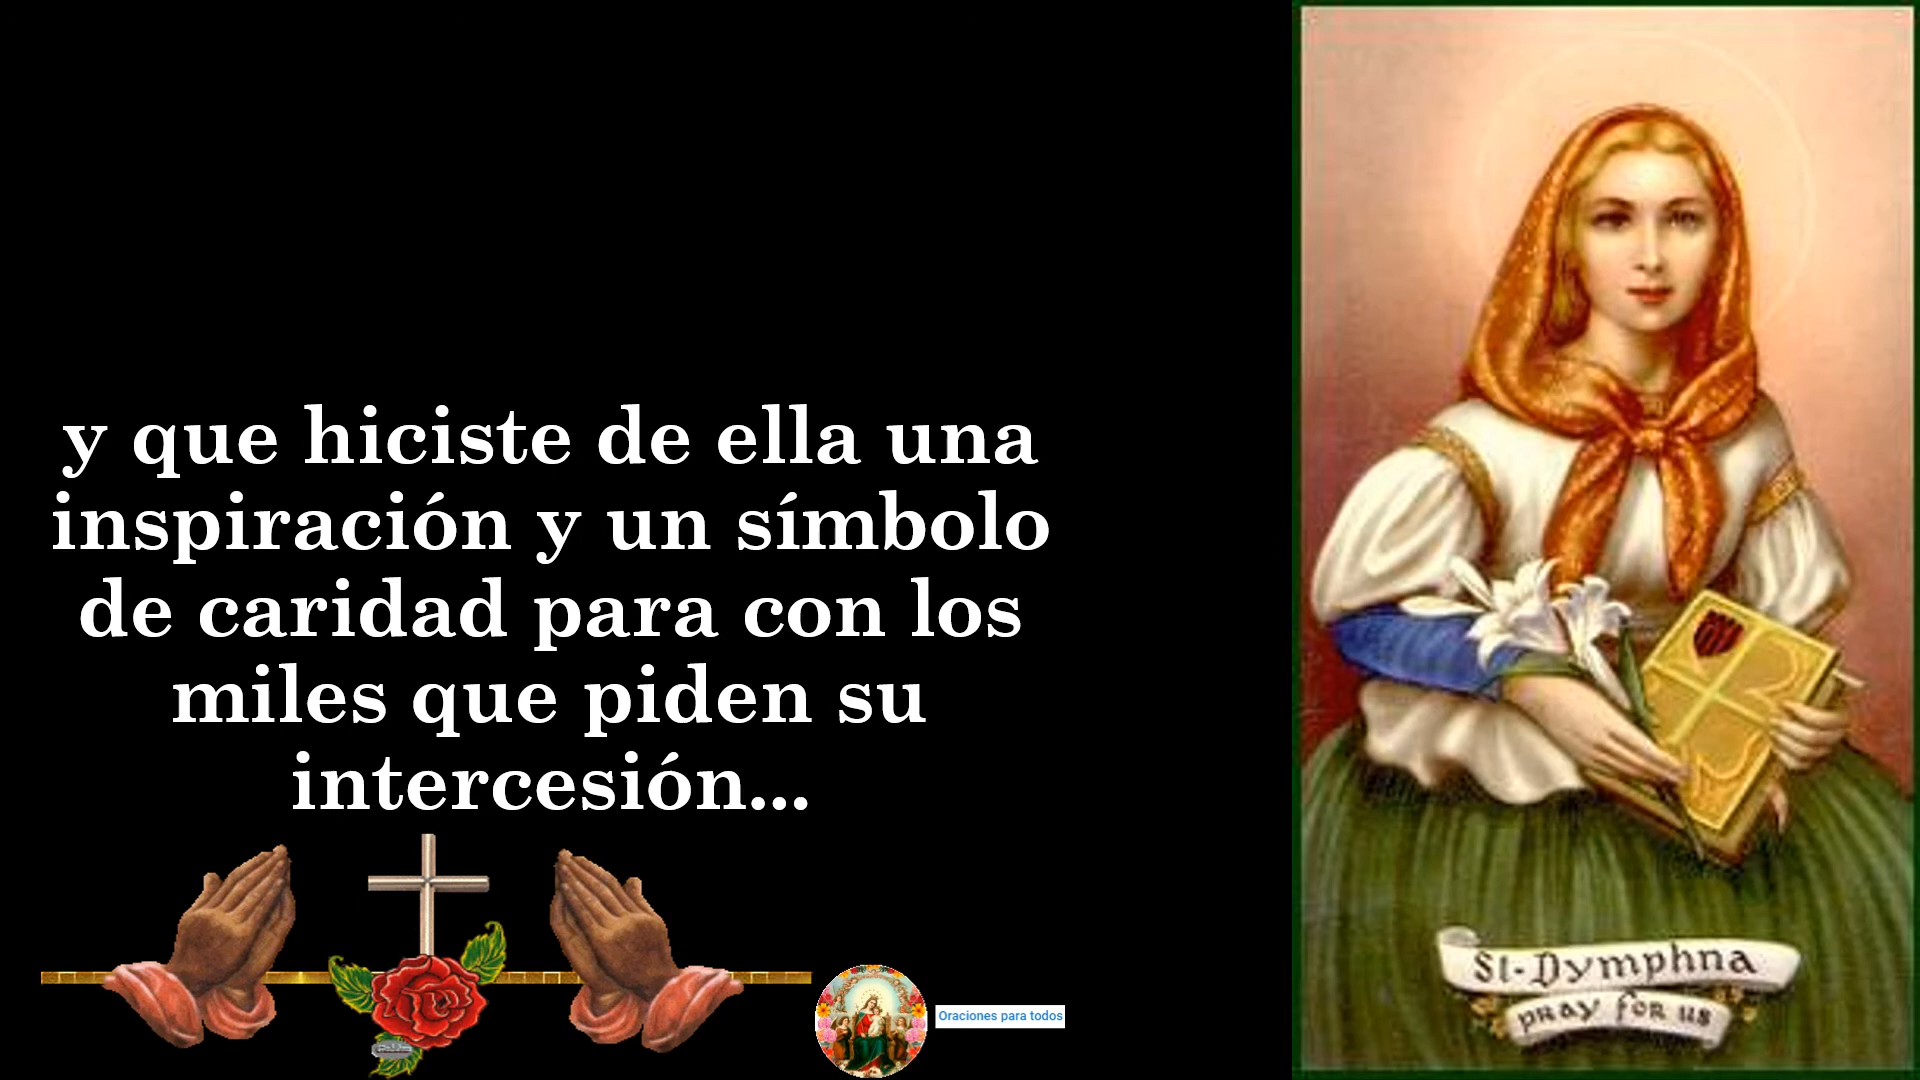 y que hiciste de ella una
inspiración y un símbolo
de caridad para con los
miles que piden su
intercesión...
Oraciones para todos
St-Dymphna
pray for us